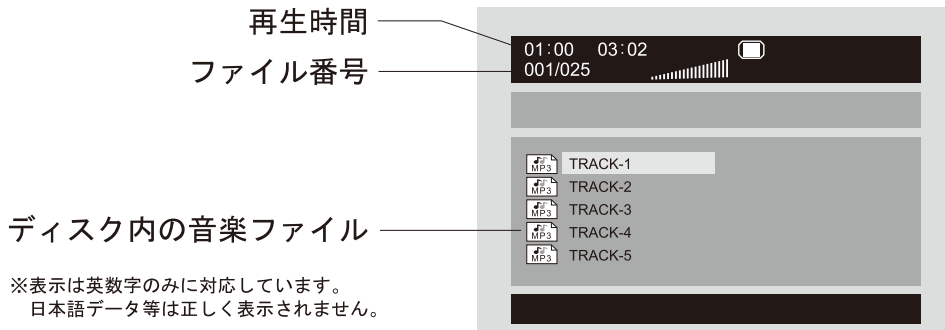 再生時間
ファイル番号
ディスク内の音楽ファイル
※表示は英数字のみに対応しています。
日本語データ等は正しく表示されません。
01:00 03:02
001/025
MP3 TRACK-1
MP3 TRACK-2
MP3 TRACK-3
MP3 TRACK-4
MP3 TRACK-5